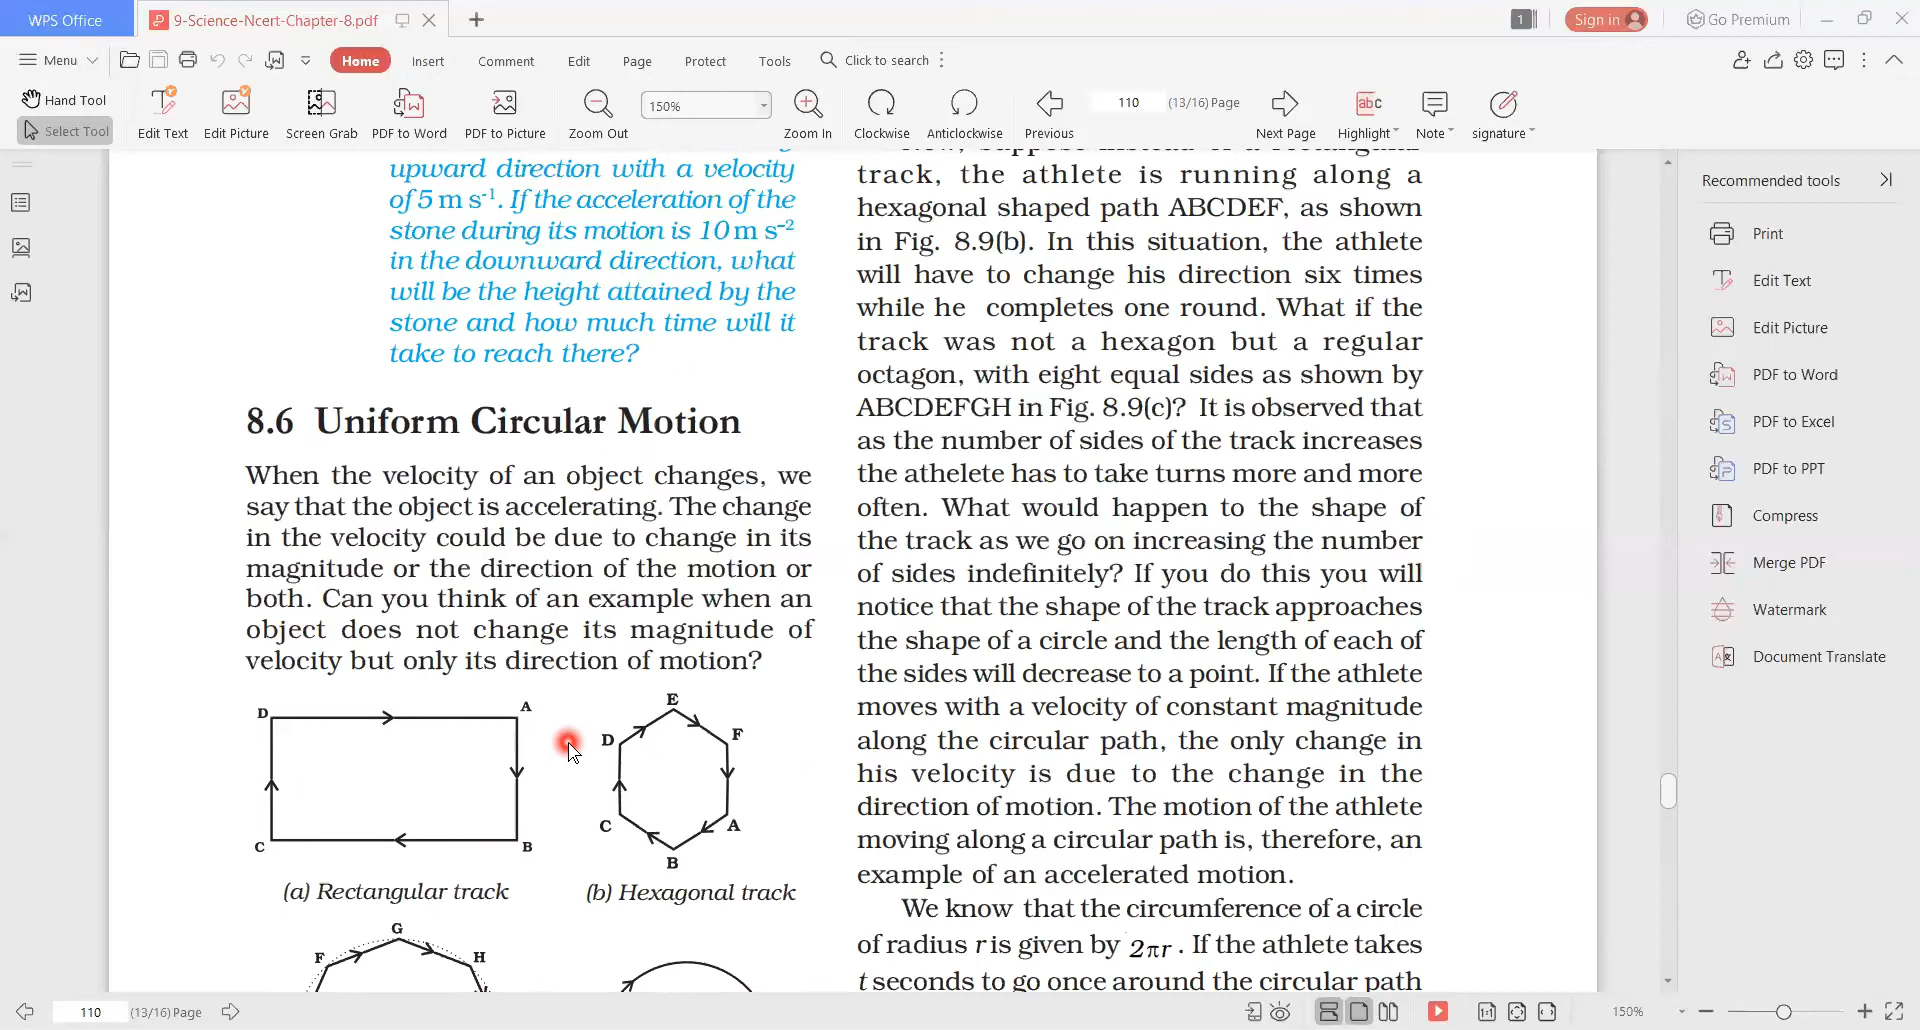 WPS Office
9-Science-Ncert-Chapter-8.pdf
1
Sign in
Go Premium
Menu
Home
Insert
Comment
Edit
Page
Protect
Tools
Click to search
Hand Tool
Select Tool
Edit Text
Edit Picture
Screen Grab
PDF to Word
PDF to Picture
Zoom Out
150%
Zoom In
Clockwise
Anticlockwise
Previous
110 (13/16) Page
Next Page
Highlight
Note
signature
upward direction with a velocity
of 5 m s⁻¹. If the acceleration of the
stone during its motion is 10 m s⁻²
in the downward direction, what
will be the height attained by the
stone and how much time will it
take to reach there?
8.6 Uniform Circular Motion
When the velocity of an object changes, we
say that the object is accelerating. The change
in the velocity could be due to change in its
magnitude or the direction of the motion or
both. Can you think of an example when an
object does not change its magnitude of
velocity but only its direction of motion?
D A
C B
(a) Rectangular track
E
D F
C A
B
(b) Hexagonal track
G
F H
track, the athlete is running along a
hexagonal shaped path ABCDEF, as shown
in Fig. 8.9(b). In this situation, the athlete
will have to change his direction six times
while he completes one round. What if the
track was not a hexagon but a regular
octagon, with eight equal sides as shown by
ABCDEFGH in Fig. 8.9(c)? It is observed that
as the number of sides of the track increases
the athelete has to take turns more and more
often. What would happen to the shape of
the track as we go on increasing the number
of sides indefinitely? If you do this you will
notice that the shape of the track approaches
the shape of a circle and the length of each of
the sides will decrease to a point. If the athlete
moves with a velocity of constant magnitude
along the circular path, the only change in
his velocity is due to the change in the
direction of motion. The motion of the athlete
moving along a circular path is, therefore, an
example of an accelerated motion.
We know that the circumference of a circle
of radius r is given by 2πr . If the athlete takes
t seconds to go once around the circular path
Recommended tools
Print
Edit Text
Edit Picture
PDF to Word
PDF to Excel
PDF to PPT
Compress
Merge PDF
Watermark
Document Translate
110 (13/16) Page
150%